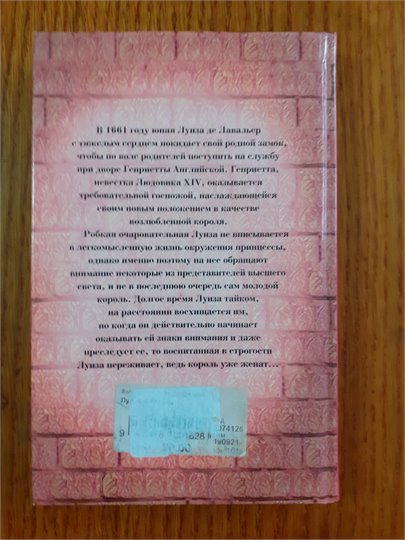 В 1661 году юная Луиза де Лавальер
с тяжелым сердцем покидает свой родной замок,
чтобы по воле родителей поступить на службу
при дворе Генриетты Английской. Генриетта,
невестка Людовика XIV, оказывается
требовательной госпожой, наслаждающейся
своим новым положением в качестве
возлюбленной короля.
Робкая очаровательная Луиза не вписывается
в легкомысленную жизнь окружения принцессы,
однако именно поэтому на нее обращают
внимание некоторые из представителей высшего
света, и не в последнюю очередь сам молодой
король. Долгое время Луиза тайком,
на расстоянии восхищается им,
но когда он действительно начинает
оказывать ей знаки внимания и даже
преследует ее, то воспитанная в строгости
Луиза переживает, ведь король уже женат...
074126
9